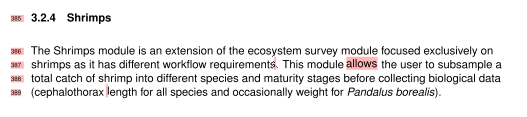 385 3.2.4 Shrimps
386 The Shrimps module is an extension of the ecosystem survey module focused exclusively on
387 shrimps as it has different workflow requirements. This module allows the user to subsample a
388 total catch of shrimp into different species and maturity stages before collecting biological data
389 (cephalothorax length for all species and occasionally weight for Pandalus borealis).